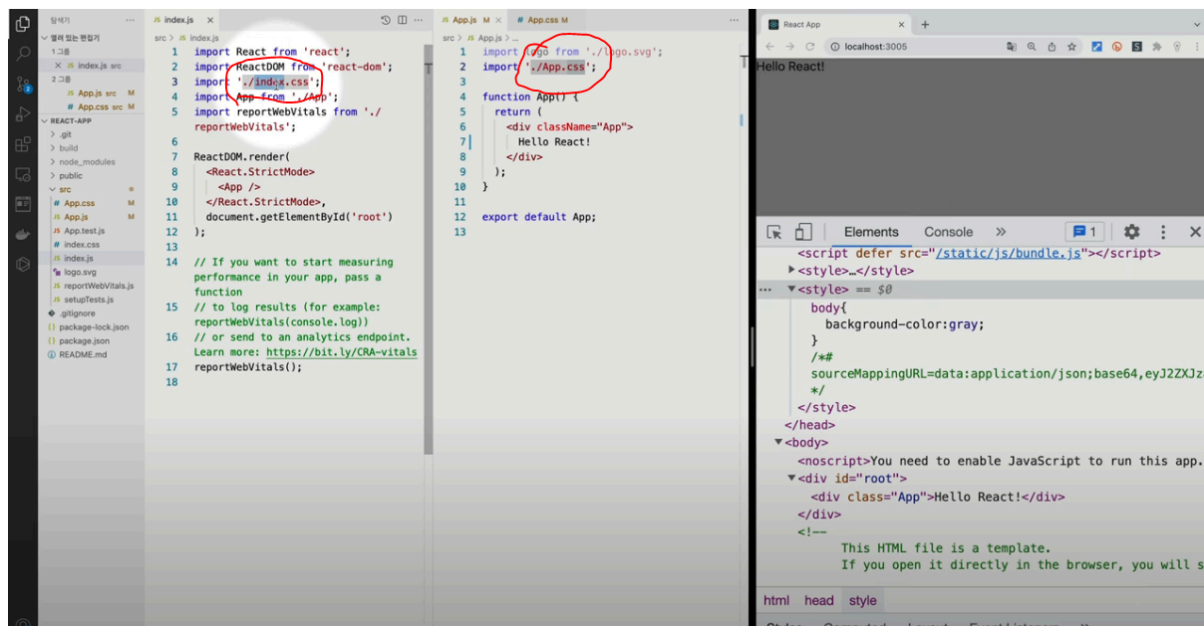 탐색기
열려 있는 편집기
1 그룹
index.js src
2 그룹
App.js src M
App.css src M
REACT-APP
.git
build
node_modules
public
src
App.css M
App.js M
App.test.js
index.css
index.js
logo.svg
reportWebVitals.js
setupTests.js
.gitignore
package-lock.json
package.json
README.md
index.js
src > index.js
1 import React from 'react';
2 import ReactDOM from 'react-dom';
3 import './index.css';
4 import App from './App';
5 import reportWebVitals from './
reportWebVitals';
6
7 ReactDOM.render(
8 <React.StrictMode>
9 <App />
10 </React.StrictMode>,
11 document.getElementById('root')
12 );
13
14 // If you want to start measuring
performance in your app, pass a
function
15 // to log results (for example:
reportWebVitals(console.log))
16 // or send to an analytics endpoint.
Learn more: https://bit.ly/CRA-vitals
17 reportWebVitals();
18
App.js M
App.css M
src > App.js > ...
1 import logo from './logo.svg';
2 import './App.css';
3
4 function App() {
5 return (
6 <div className="App">
7 Hello React!
8 </div>
9 );
10 }
11
12 export default App;
13
React App
localhost:3005
Hello React!
Elements Console 1
<script defer src="/static/js/bundle.js"></script>
<style>…</style>
<style> == $0
body{
background-color:gray;
}
/*#
sourceMappingURL=data:application/json;base64,eyJ2ZXJz
*/
</style>
</head>
<body>
<noscript>You need to enable JavaScript to run this app.
<div id="root">
<div class="App">Hello React!</div>
</div>
<!--
This HTML file is a template.
If you open it directly in the browser, you will s
html head style
Styles Computed Layout Event Listeners